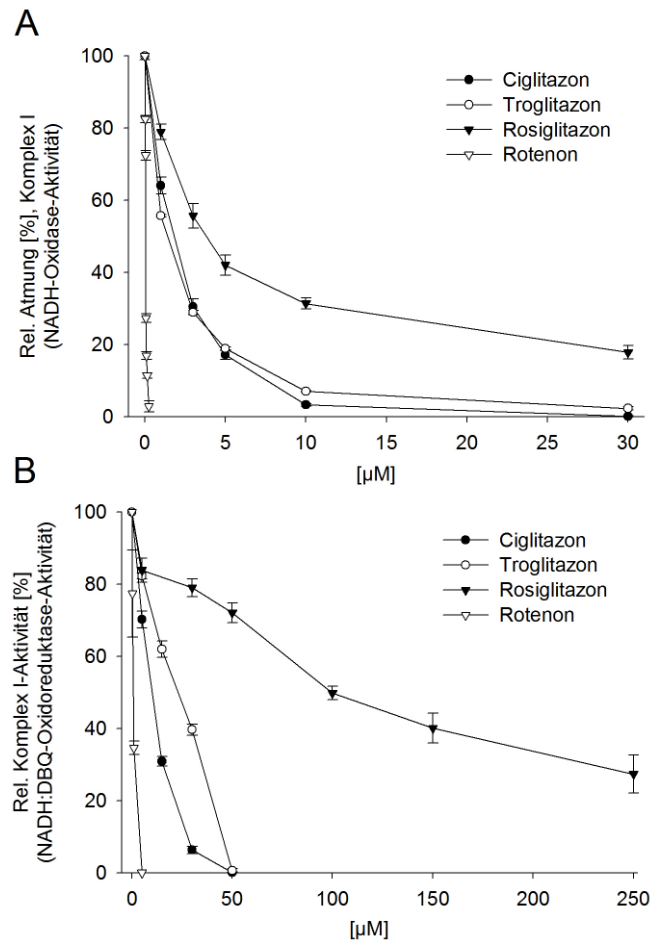 A
Rel. Atmung [%], Komplex I
(NADH-Oxidase-Aktivität)
100
80
60
40
20
0
Ciglitazon
Troglitazon
Rosiglitazon
Rotenon
0 5 10 15 20 25 30
[µM]
B
Rel. Komplex I-Aktivität [%]
(NADH:DBQ-Oxidoreduktase-Aktivität)
100
80
60
40
20
0
Ciglitazon
Troglitazon
Rosiglitazon
Rotenon
0 50 100 150 200 250
[µM]